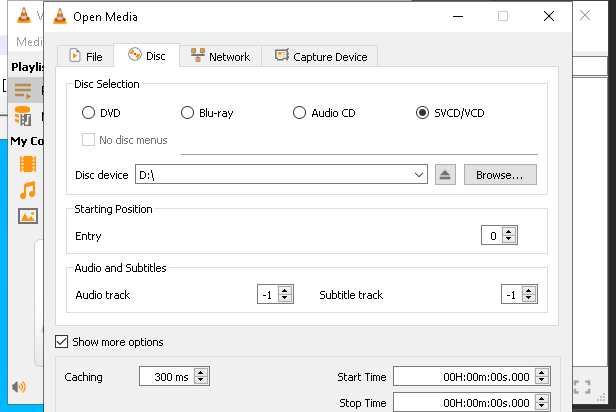 Open Media
Medi
File
Disc
Network
Capture Device
Playlis
My Co
Disc Selection
DVD
Blu-ray
Audio CD
SVCD/VCD
No disc menus
Disc device
D:\
Browse...
Starting Position
Entry
0
Audio and Subtitles
Audio track
-1
Subtitle track
-1
Show more options
Caching
300 ms
Start Time
00H:00m:00s.000
Stop Time
00H:00m:00s.000